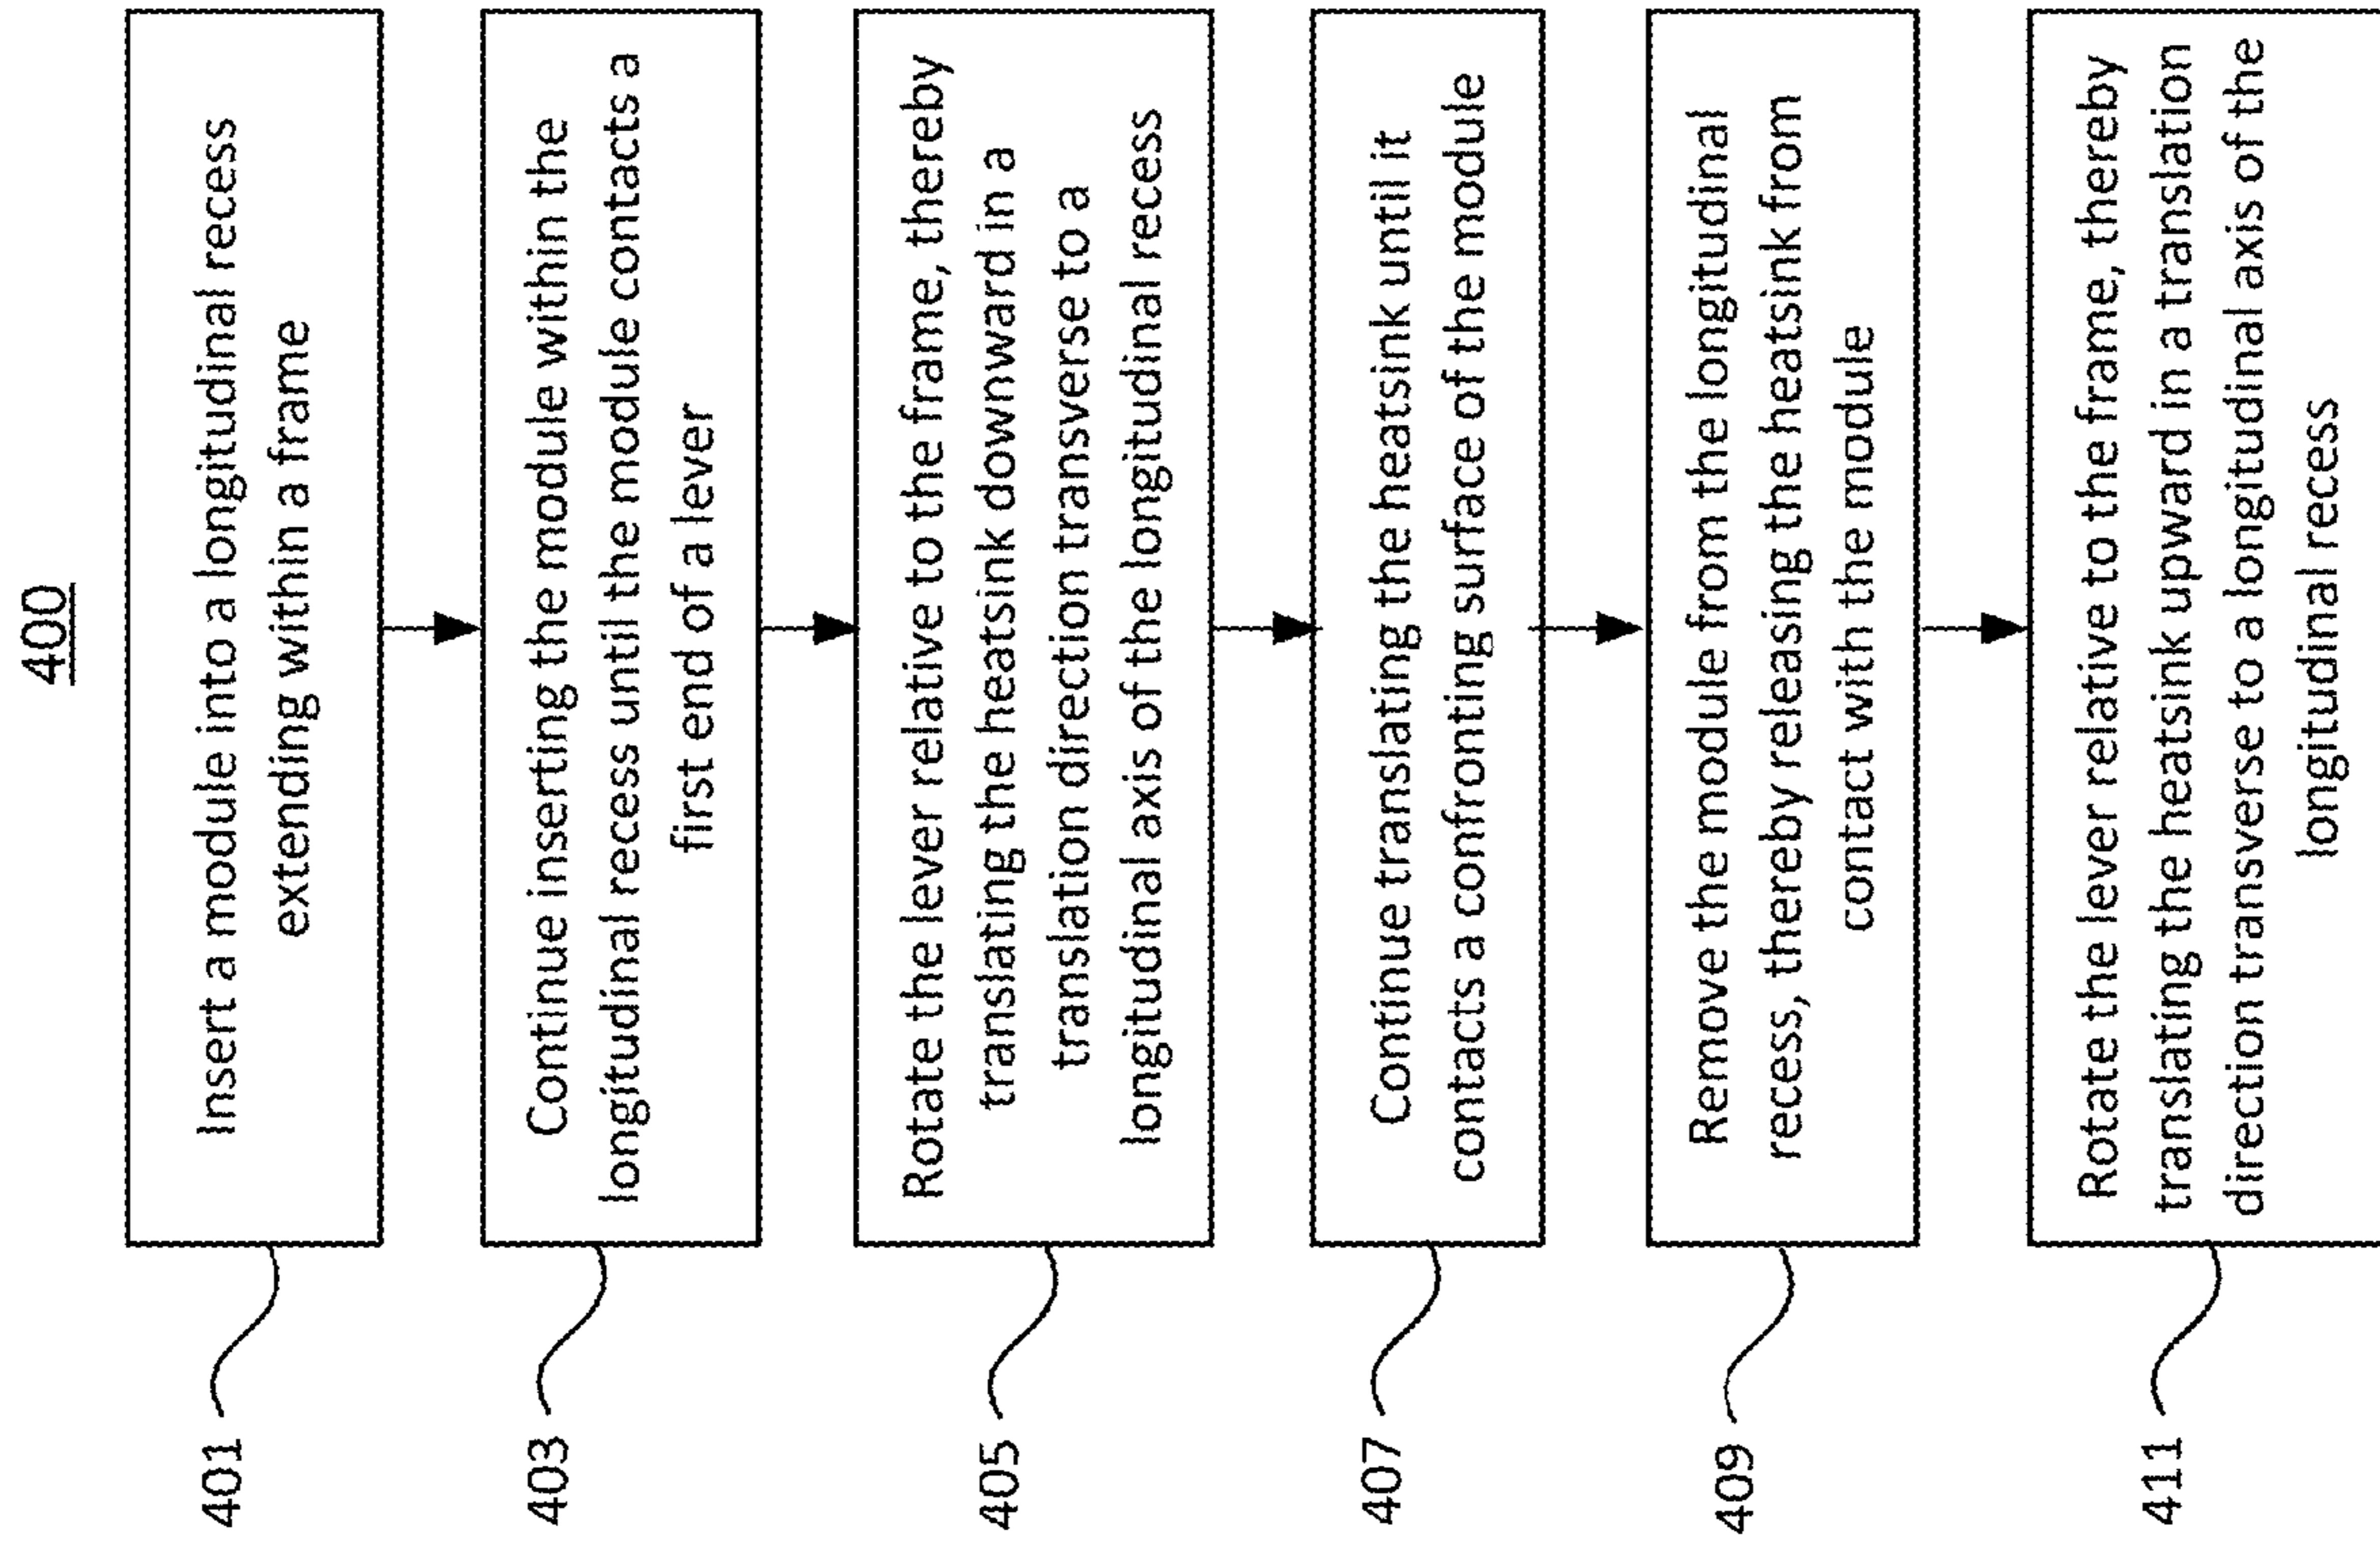 400
401
Insert a module into a longitudinal recess
extending within a frame
403
Continue inserting the module within the
longitudinal recess until the module contacts a
first end of a lever
405
Rotate the lever relative to the frame, thereby
translating the heatsink downward in a
translation direction transverse to a
longitudinal axis of the longitudinal recess
407
Continue translating the heatsink until it
contacts a confronting surface of the module
409
Remove the module from the longitudinal
recess, thereby releasing the heatsink from
contact with the module
411
Rotate the lever relative to the frame, thereby
translating the heatsink upward in a translation
direction transverse to a longitudinal axis of the
longitudinal recess